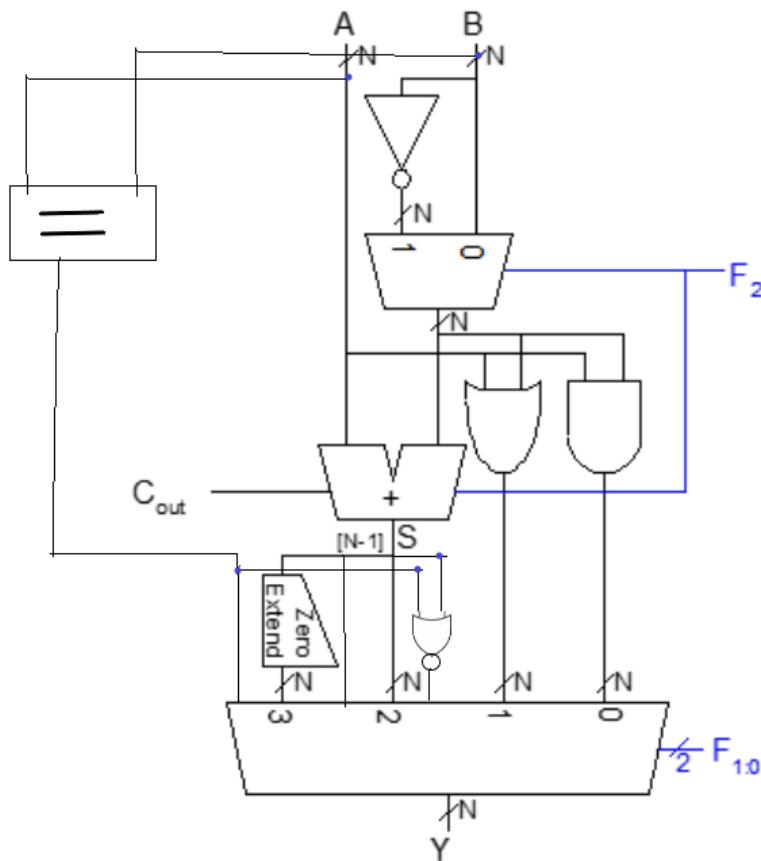 A B
N N
N
1 0
F2
N
=
Cout
+
[N-1] S
Zero
Extend
N N N N
3 2 1 0
2 F1:0
N
Y